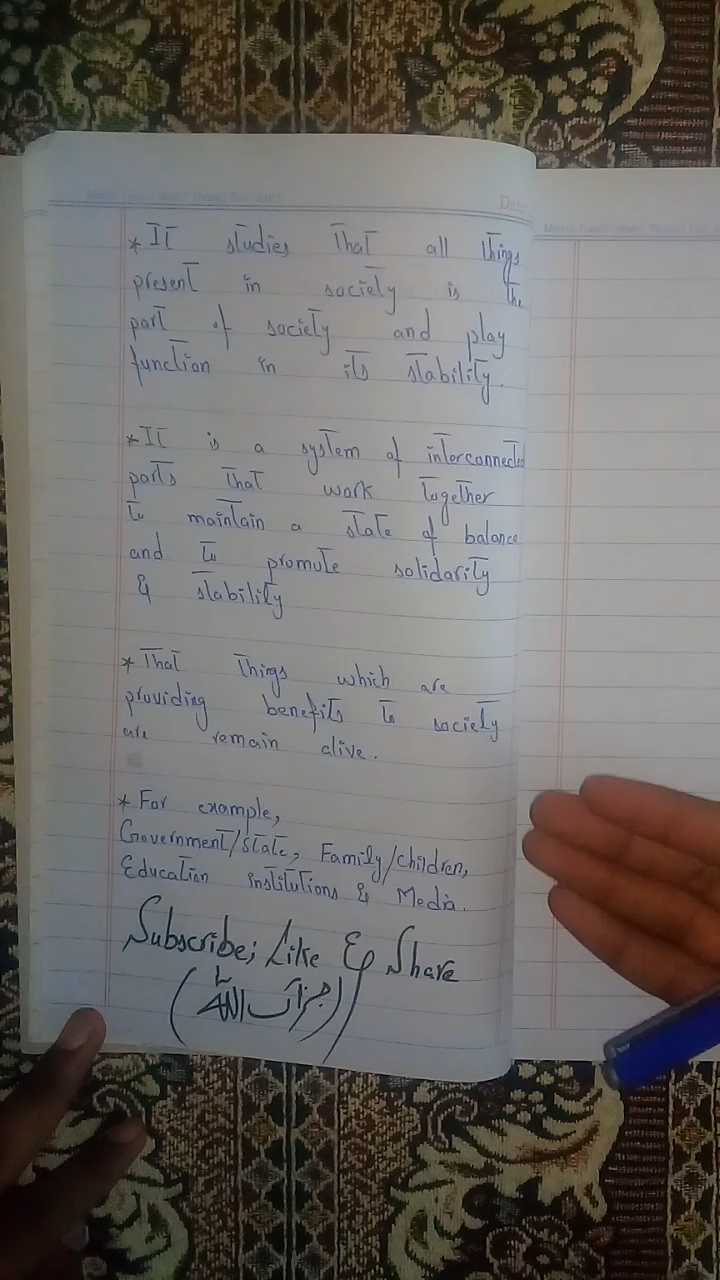 Date
* It studies that all things
present in society is the
part of society and play
function in its stability.
* It is a system of interconnected
parts that work together
to maintain a state of balance
and to promote solidarity
& stability
* That things which are
providing benefits to society
are remain alive.
* For example,
Government/state, Family/children,
Education institutions & Media.
Subscribe; Like & Share
(جزاك اللہ)